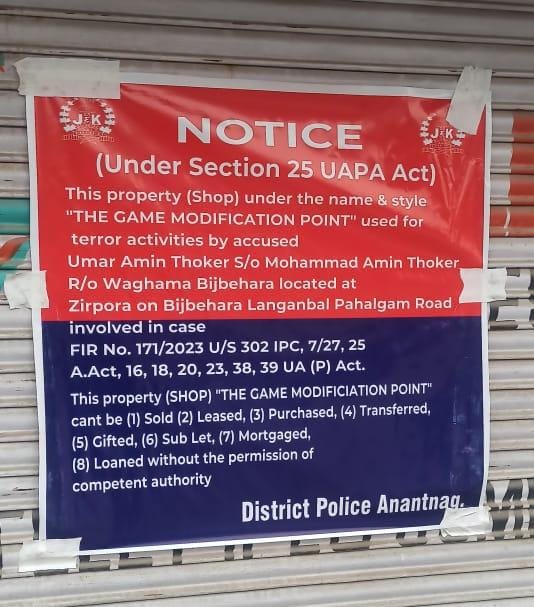 J&K
J&K
NOTICE
(Under Section 25 UAPA Act)
This property (Shop) under the name & style
"THE GAME MODIFICATION POINT" used for
terror activities by accused
Umar Amin Thoker S/o Mohammad Amin Thoker
R/o Waghama Bijbehara located at
Zirpora on Bijbehara Langanbal Pahalgam Road
involved in case
FIR No. 171/2023 U/S 302 IPC, 7/27, 25
A.Act, 16, 18, 20, 23, 38, 39 UA (P) Act.
This property (SHOP) "THE GAME MODIFICIATION POINT"
cant be (1) Sold (2) Leased, (3) Purchased, (4) Transferred,
(5) Gifted, (6) Sub Let, (7) Mortgaged,
(8) Loaned without the permission of
competent authority
District Police Anantnag.